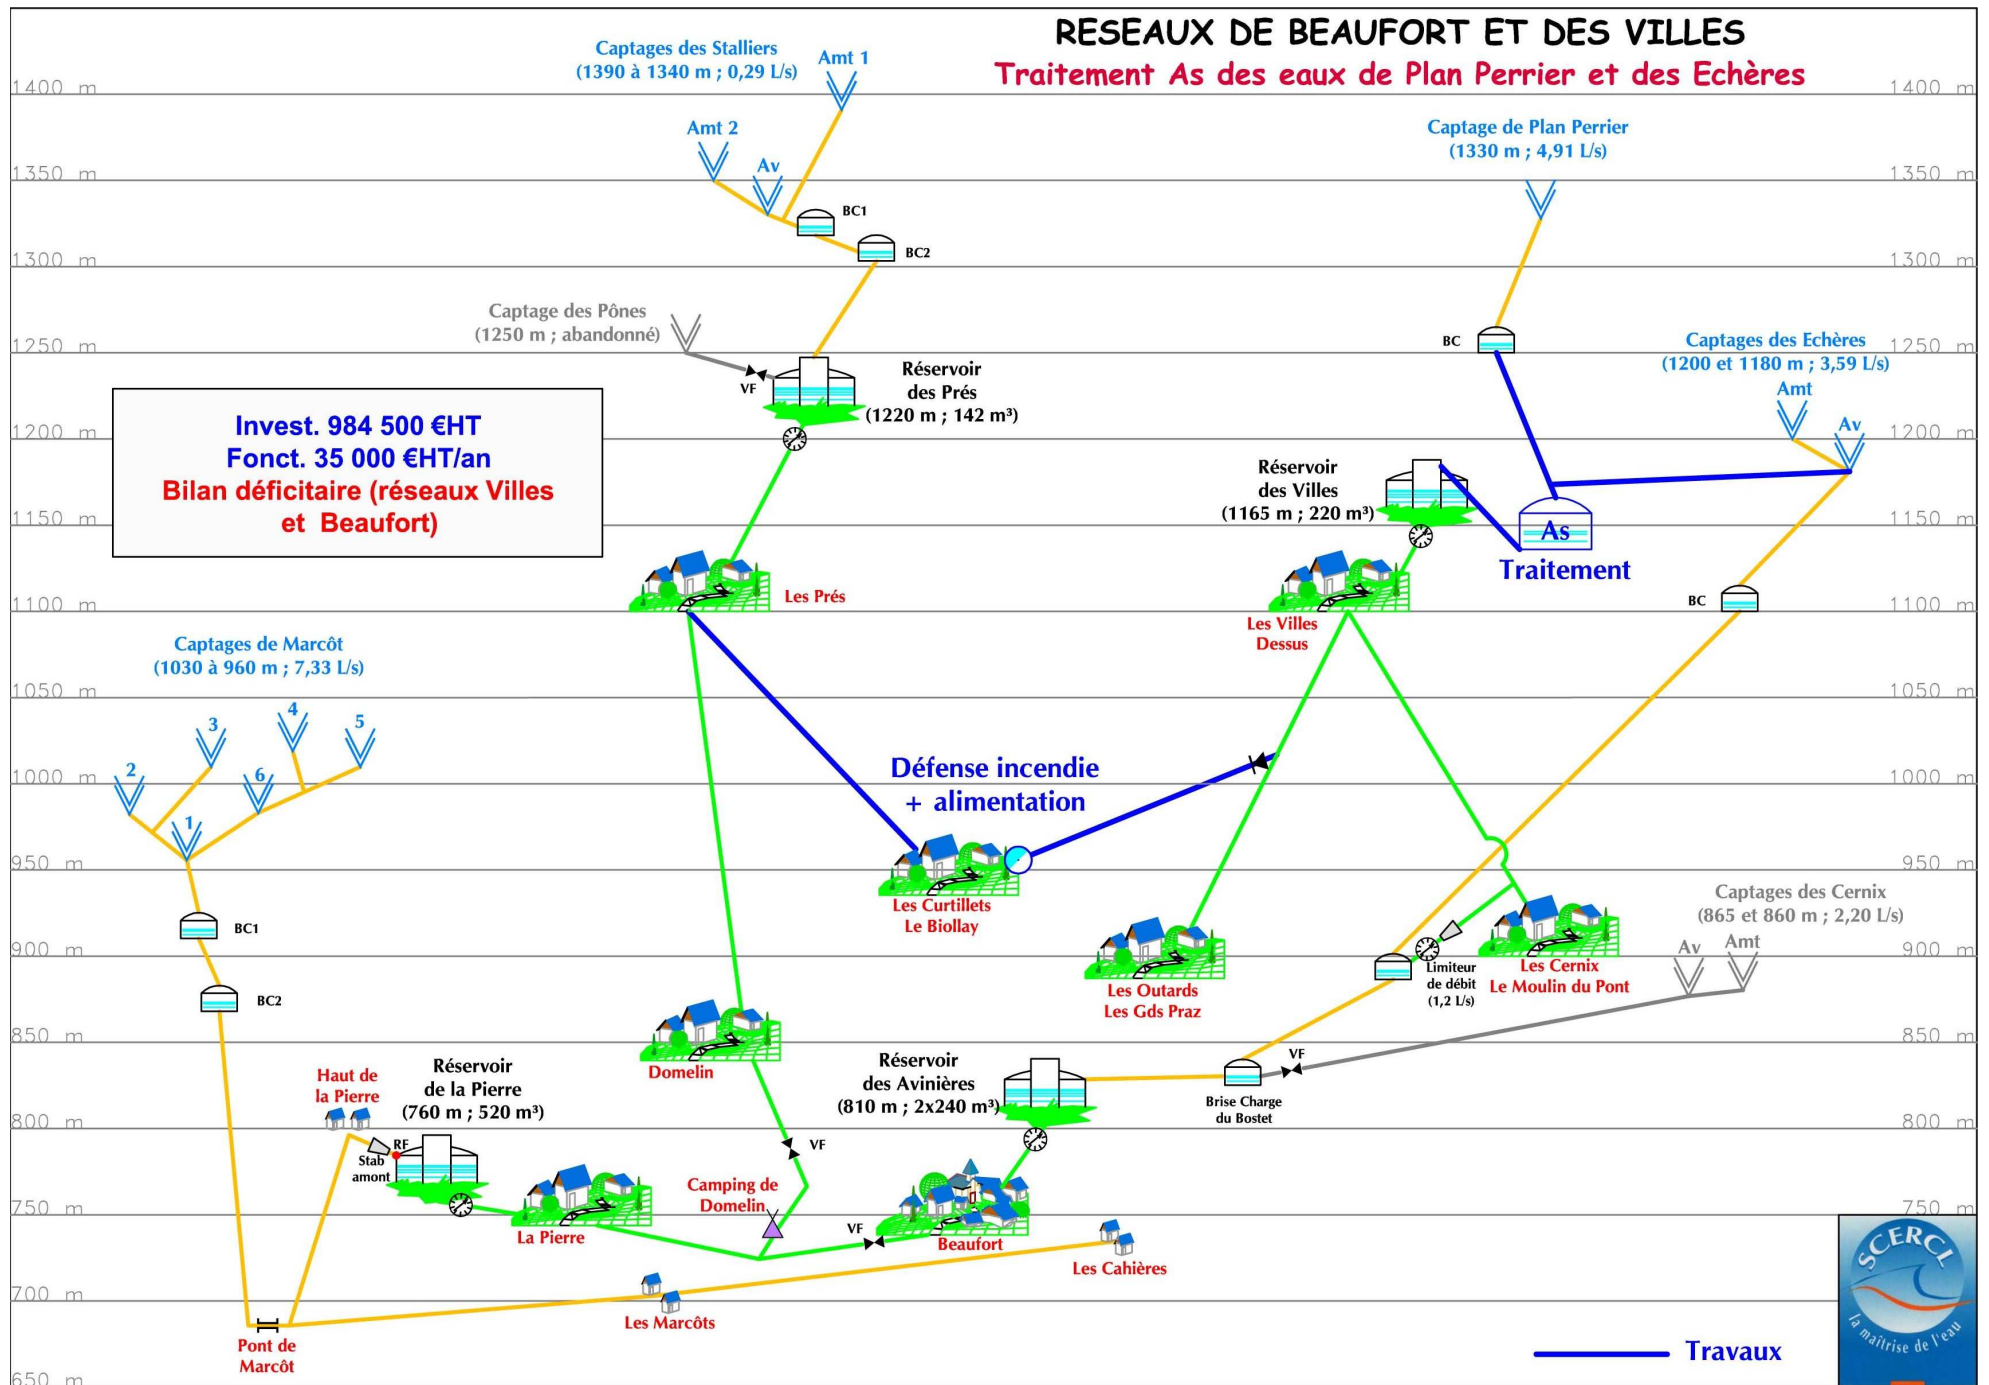 RESEAUX DE BEAUFORT ET DES VILLES
Traitement As des eaux de Plan Perrier et des Echères
Captages des Stalliers
(1390 à 1340 m ; 0,29 L/s)
Amt 1
1400 m
1400 m
Amt 2
Av
Captage de Plan Perrier
(1330 m ; 4,91 L/s)
1350 m
1350 m
BC1
BC2
1300 m
1300 m
Captage des Pônes
(1250 m ; abandonné)
VF
BC
Captages des Echères
(1200 et 1180 m ; 3,59 L/s)
Amt
Av
1250 m
1250 m
Réservoir
des Prés
(1220 m ; 142 m³)
Invest. 984 500 €HT
Fonct. 35 000 €HT/an
Bilan déficitaire (réseaux Villes
et Beaufort)
1200 m
1200 m
Réservoir
des Villes
(1165 m ; 220 m³)
As
Traitement
1150 m
1150 m
Les Prés
Les Villes
Dessus
BC
1100 m
1100 m
Captages de Marcôt
(1030 à 960 m ; 7,33 L/s)
1050 m
1050 m
2
3
4
5
6
1
Défense incendie
+ alimentation
1000 m
1000 m
950 m
950 m
Les Curtillets
Le Biollay
Captages des Cernix
(865 et 860 m ; 2,20 L/s)
Av
Amt
BC1
900 m
900 m
Limiteur
de débit
(1,2 L/s)
Les Cernix
Le Moulin du Pont
Les Outards
Les Gds Praz
BC2
850 m
850 m
Domelin
Réservoir
des Avinières
(810 m ; 2x240 m³)
VF
Brise Charge
du Bostet
Haut de
la Pierre
Réservoir
de la Pierre
(760 m ; 520 m³)
800 m
800 m
RF
Stab
amont
VF
Camping de
Domelin
750 m
750 m
La Pierre
VF
Beaufort
Les Cahières
700 m
Les Marcôts
Pont de
Marcôt
SCERCL
la maîtrise de l'eau
Travaux
650 m